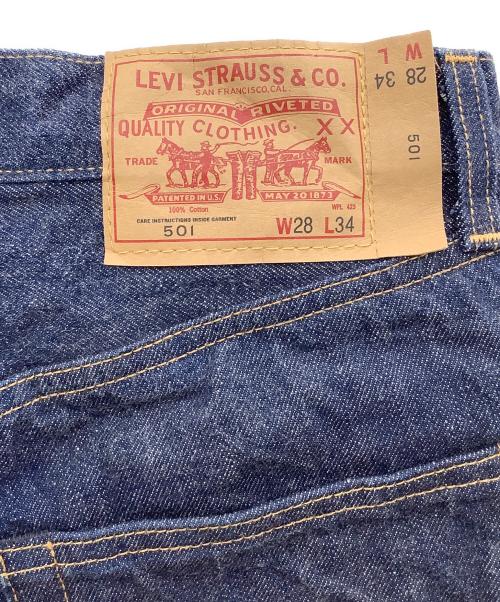 LEVI STRAUSS & CO.
SAN FRANCISCO, CAL.
ORIGINAL RIVETED
QUALITY CLOTHING. X X
TRADE MARK
PATENTED IN U.S. MAY 20 1873
100% Cotton WPL 423
CARE INSTRUCTIONS INSIDE GARMENT
501 W28 L34
W L
28 34
501